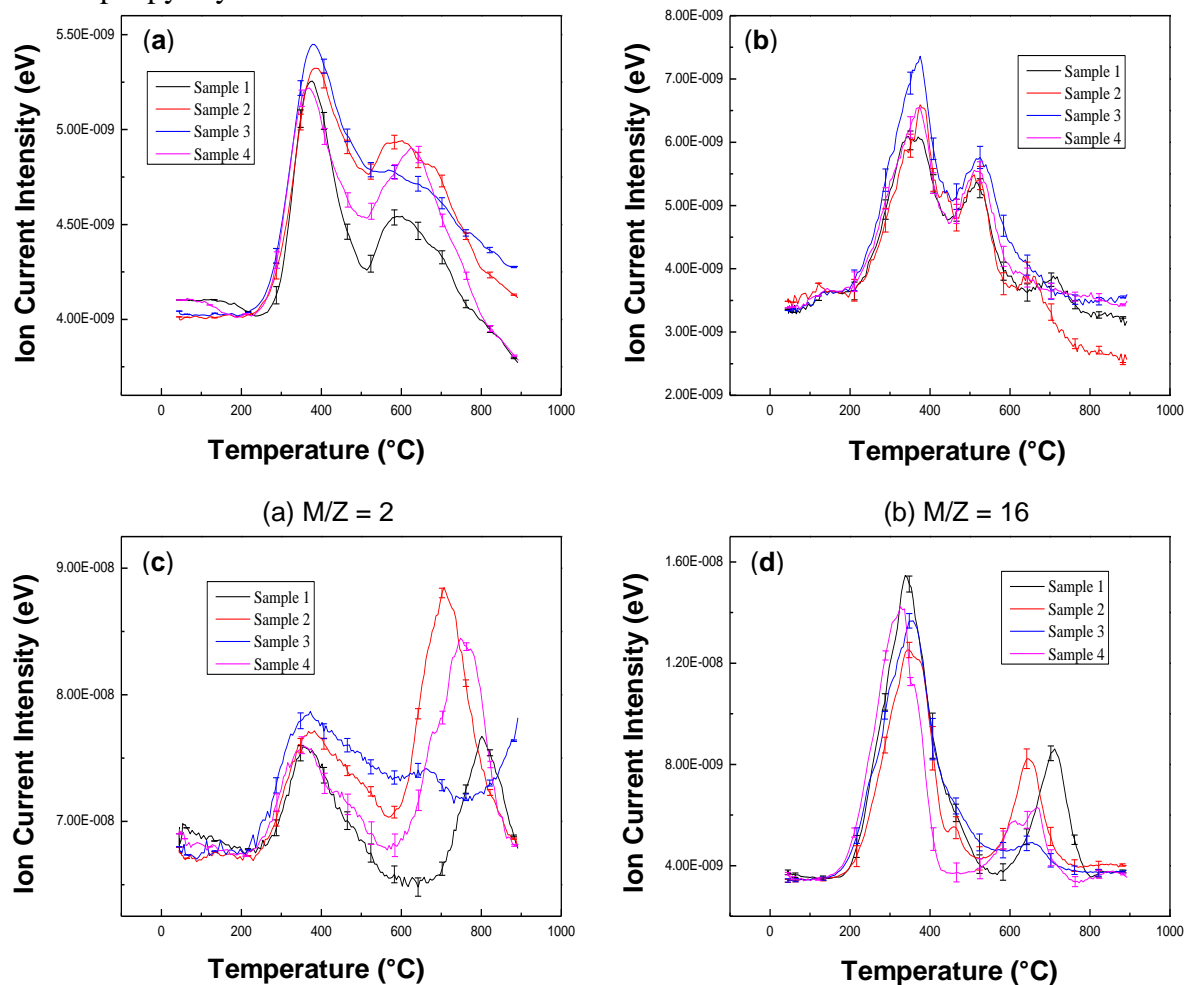 (a)
5.50E-009
5.00E-009
4.50E-009
4.00E-009
Ion Current Intensity (eV)
Sample 1
Sample 2
Sample 3
Sample 4
0 200 400 600 800 1000
Temperature (°C)
(b)
8.00E-009
7.00E-009
6.00E-009
5.00E-009
4.00E-009
3.00E-009
2.00E-009
Ion Current Intensity (eV)
Sample 1
Sample 2
Sample 3
Sample 4
0 200 400 600 800 1000
Temperature (°C)
(a) M/Z = 2
(b) M/Z = 16
(c)
9.00E-008
8.00E-008
7.00E-008
Ion Current Intensity (eV)
Sample 1
Sample 2
Sample 3
Sample 4
0 200 400 600 800 1000
Temperature (°C)
(d)
1.60E-008
1.20E-008
8.00E-009
4.00E-009
Ion Current Intensity (eV)
Sample 1
Sample 2
Sample 3
Sample 4
0 200 400 600 800 1000
Temperature (°C)